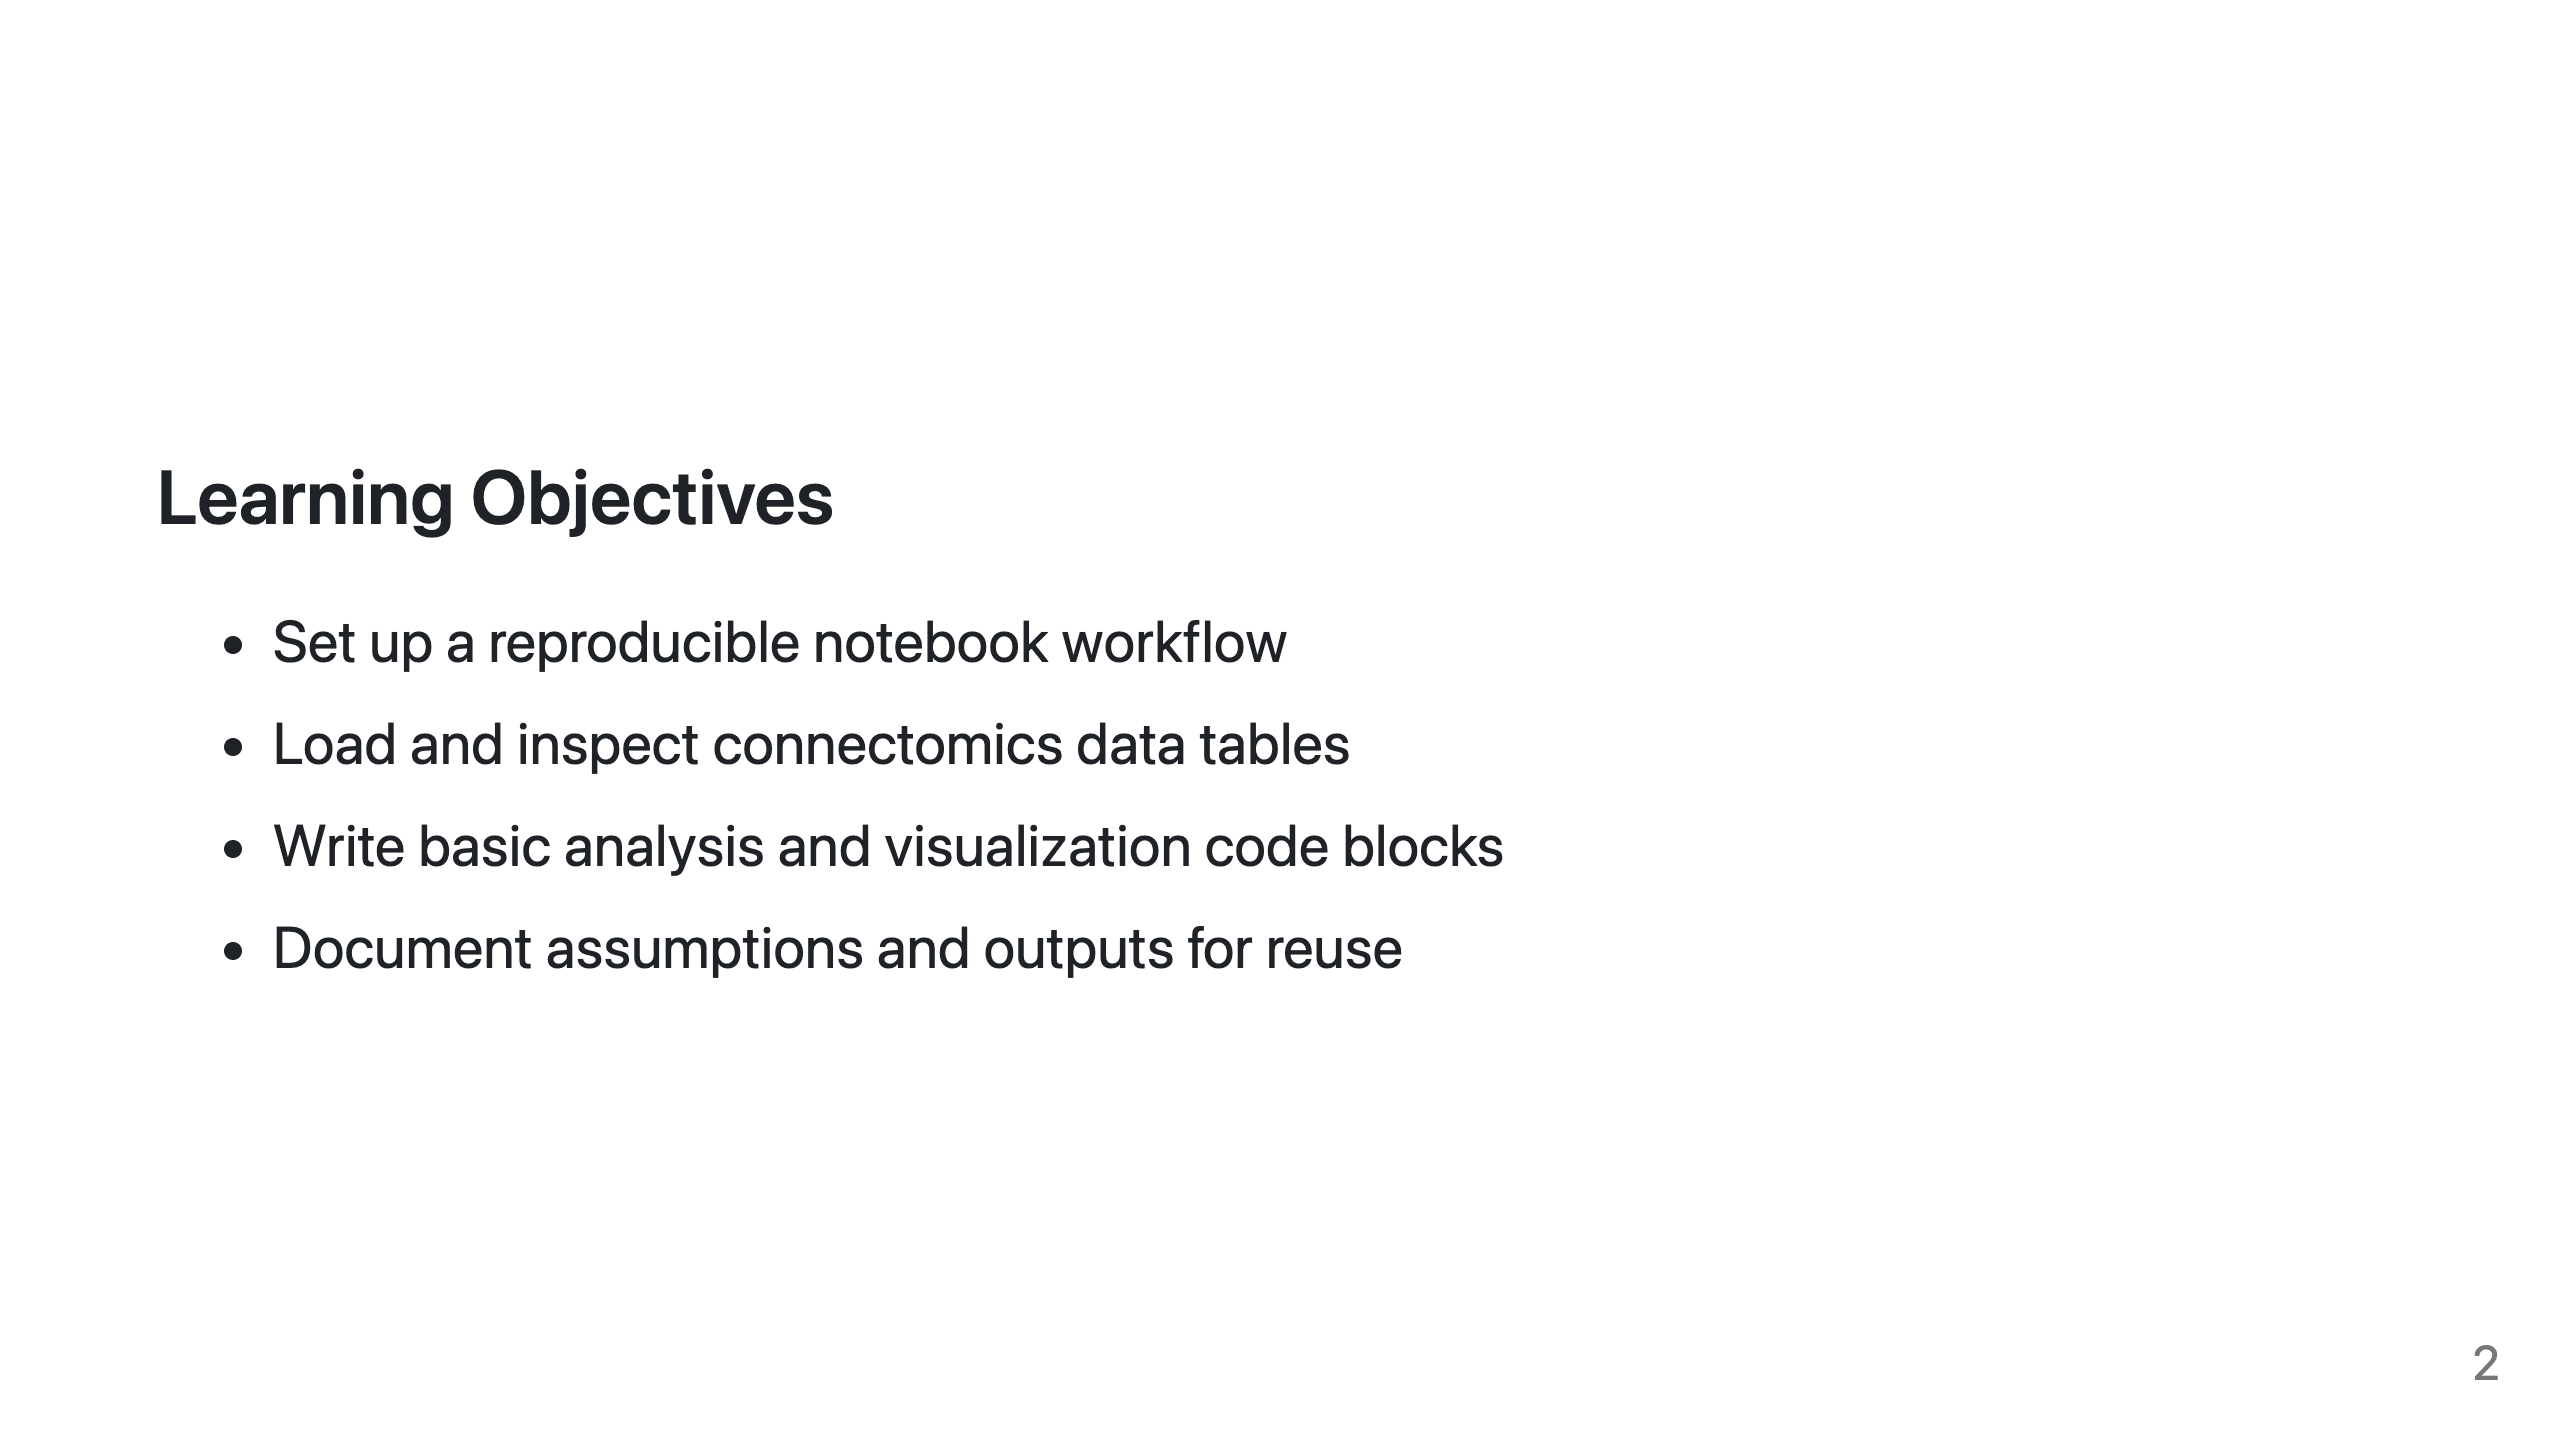 Learning Objectives
• Set up a reproducible notebook workflow
• Load and inspect connectomics data tables
• Write basic analysis and visualization code blocks
• Document assumptions and outputs for reuse
2